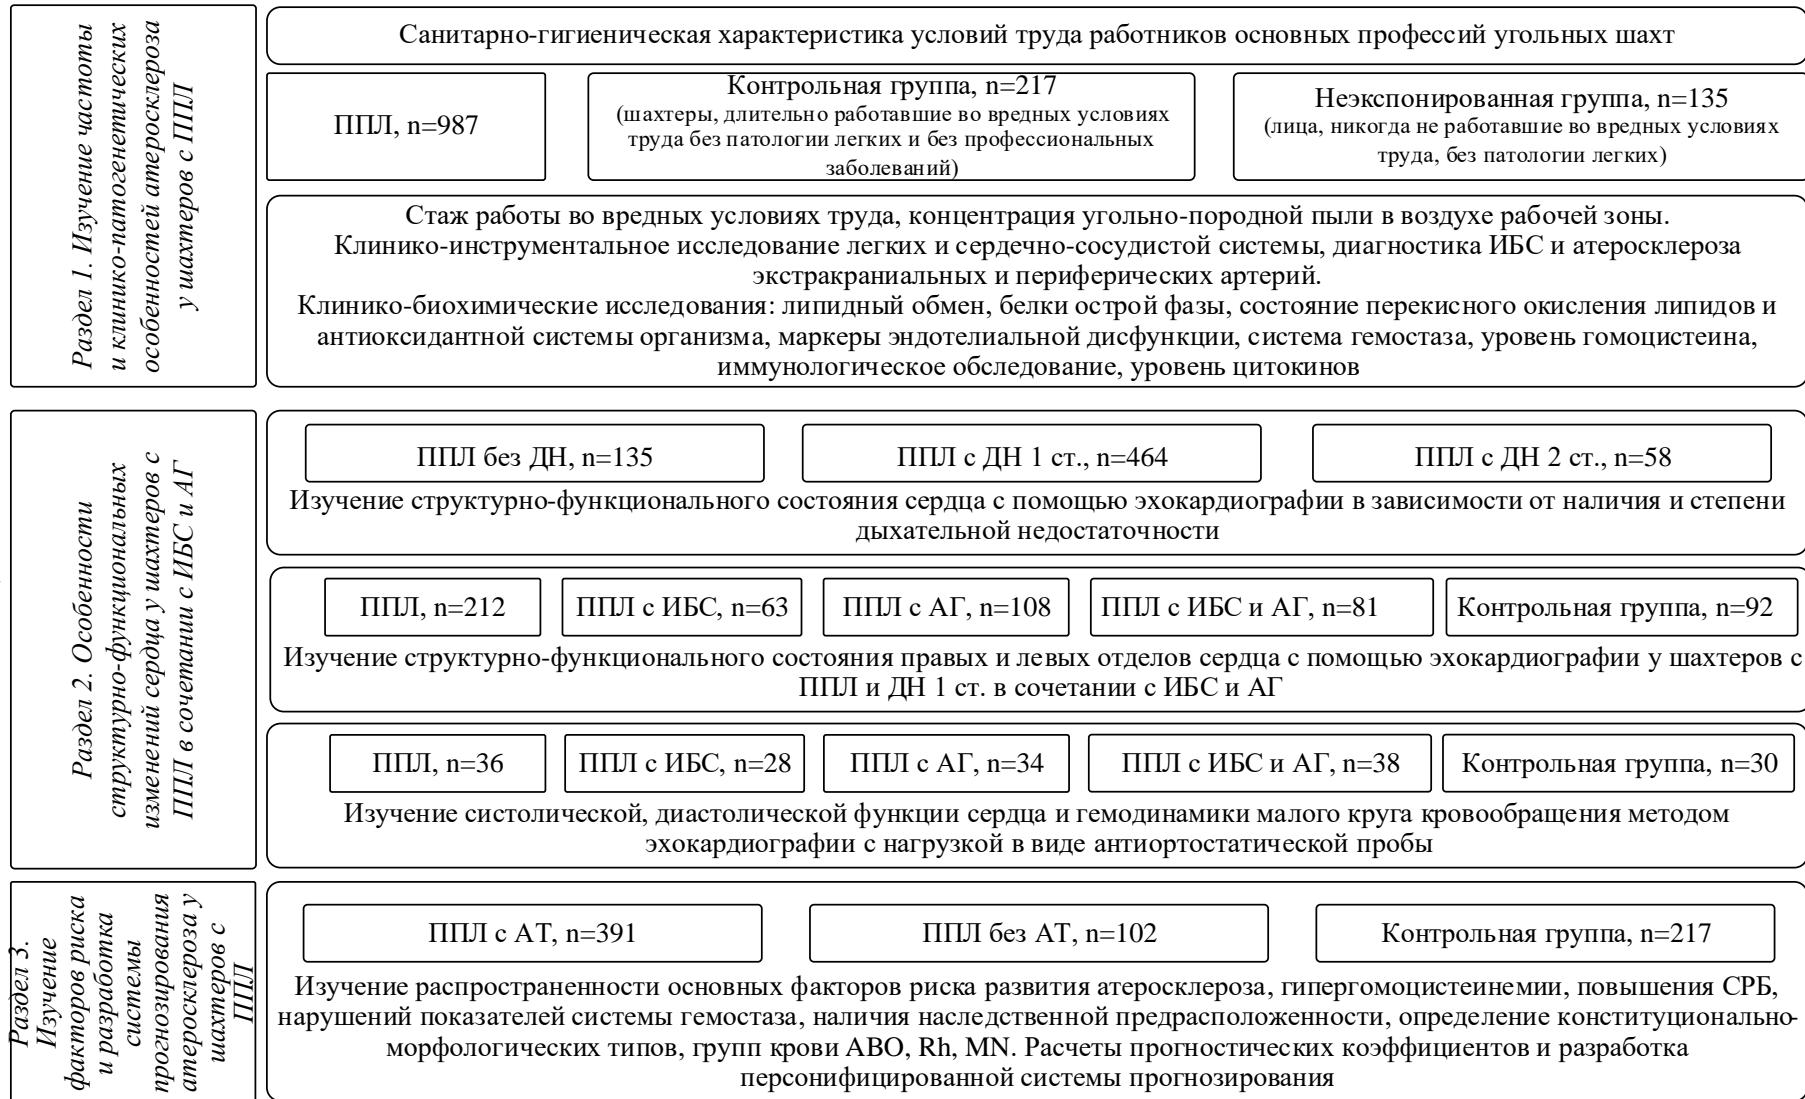 Раздел 1. Изучение частоты
и клинико-патогенетических
особенностей атеросклероза
у шахтеров с ППЛ
Санитарно-гигиеническая характеристика условий труда работников основных профессий угольных шахт
ППЛ, n=987
Контрольная группа, n=217
(шахтеры, длительно работавшие во вредных условиях
труда без патологии легких и без профессиональных
заболеваний)
Неэкспонированная группа, n=135
(лица, никогда не работавшие во вредных условиях
труда, без патологии легких)
Стаж работы во вредных условиях труда, концентрация угольно-породной пыли в воздухе рабочей зоны.
Клинико-инструментальное исследование легких и сердечно-сосудистой системы, диагностика ИБС и атеросклероза
экстракраниальных и периферических артерий.
Клинико-биохимические исследования: липидный обмен, белки острой фазы, состояние перекисного окисления липидов и
антиоксидантной системы организма, маркеры эндотелиальной дисфункции, система гемостаза, уровень гомоцистеина,
иммунологическое обследование, уровень цитокинов
Раздел 2. Особенности
структурно-функциональных
изменений сердца у шахтеров с
ППЛ в сочетании с ИБС и АГ
ППЛ без ДН, n=135
ППЛ с ДН 1 ст., n=464
ППЛ с ДН 2 ст., n=58
Изучение структурно-функционального состояния сердца с помощью эхокардиографии в зависимости от наличия и степени
дыхательной недостаточности
ППЛ, n=212
ППЛ с ИБС, n=63
ППЛ с АГ, n=108
ППЛ с ИБС и АГ, n=81
Контрольная группа, n=92
Изучение структурно-функционального состояния правых и левых отделов сердца с помощью эхокардиографии у шахтеров с
ППЛ и ДН 1 ст. в сочетании с ИБС и АГ
ППЛ, n=36
ППЛ с ИБС, n=28
ППЛ с АГ, n=34
ППЛ с ИБС и АГ, n=38
Контрольная группа, n=30
Изучение систолической, диастолической функции сердца и гемодинамики малого круга кровообращения методом
эхокардиографии с нагрузкой в виде антиортостатической пробы
Раздел 3.
Изучение
факторов риска
и разработка
системы
прогнозирования
атеросклероза у
шахтеров с
ППЛ
ППЛ с АТ, n=391
ППЛ без АТ, n=102
Контрольная группа, n=217
Изучение распространенности основных факторов риска развития атеросклероза, гипергомоцистеинемии, повышения СРБ,
нарушений показателей системы гемостаза, наличия наследственной предрасположенности, определение конституционально-
морфологических типов, групп крови АВО, Rh, MN. Расчеты прогностических коэффициентов и разработка
персонифицированной системы прогнозирования